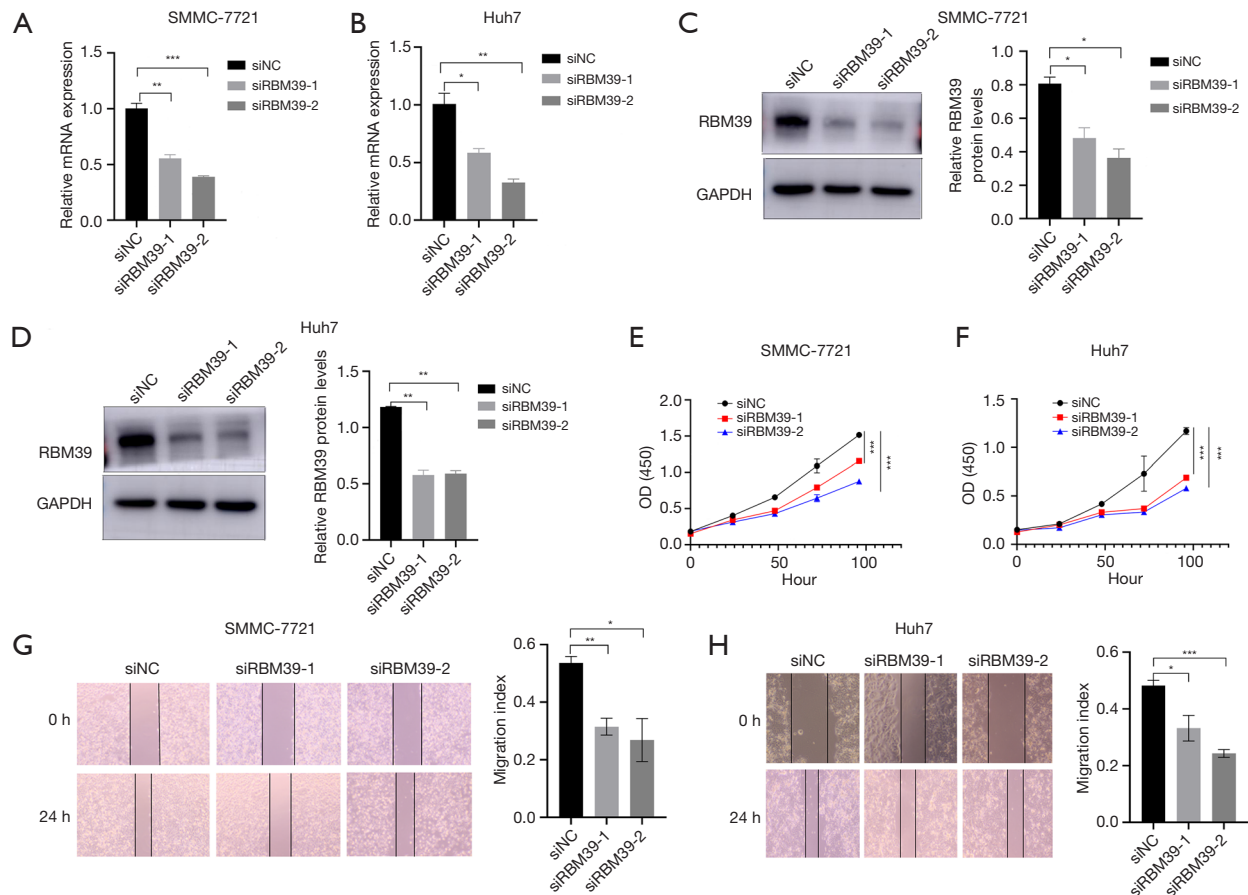 A
SMMC-7721
Relative mRNA expression
1.5
1.0
0.5
0.0
***
**
siNC
siRBM39-1
siRBM39-2
siNC
siRBM39-1
siRBM39-2
B
Huh7
Relative mRNA expression
1.5
1.0
0.5
0.0
**
*
siNC
siRBM39-1
siRBM39-2
siNC
siRBM39-1
siRBM39-2
C
SMMC-7721
siNC
siRBM39-1
siRBM39-2
RBM39
GAPDH
Relative RBM39
protein levels
1.0
0.8
0.6
0.4
0.2
0.0
*
*
siNC
siRBM39-1
siRBM39-2
siNC
siRBM39-1
siRBM39-2
D
Huh7
siNC
siRBM39-1
siRBM39-2
RBM39
GAPDH
Relative RBM39 protein levels
1.5
1.0
0.5
1.0
**
**
siNC
siRBM39-1
siRBM39-2
siNC
siRBM39-1
siRBM39-2
E
SMMC-7721
siNC
siRBM39-1
siRBM39-2
OD (450)
2.0
1.5
1.0
0.5
0.0
0
50
100
Hour
***
***
F
Huh7
siNC
siRBM39-1
siRBM39-2
OD (450)
1.5
1.0
0.5
0.0
0
50
100
Hour
***
***
G
SMMC-7721
siNC
siRBM39-1
siRBM39-2
0 h
24 h
Migration index
0.6
0.4
0.2
0.0
*
**
siNC
siRBM39-1
siRBM39-2
H
Huh7
siNC
siRBM39-1
siRBM39-2
0 h
24 h
Migration index
0.6
0.4
0.2
0.0
***
*
siNC
siRBM39-1
siRBM39-2